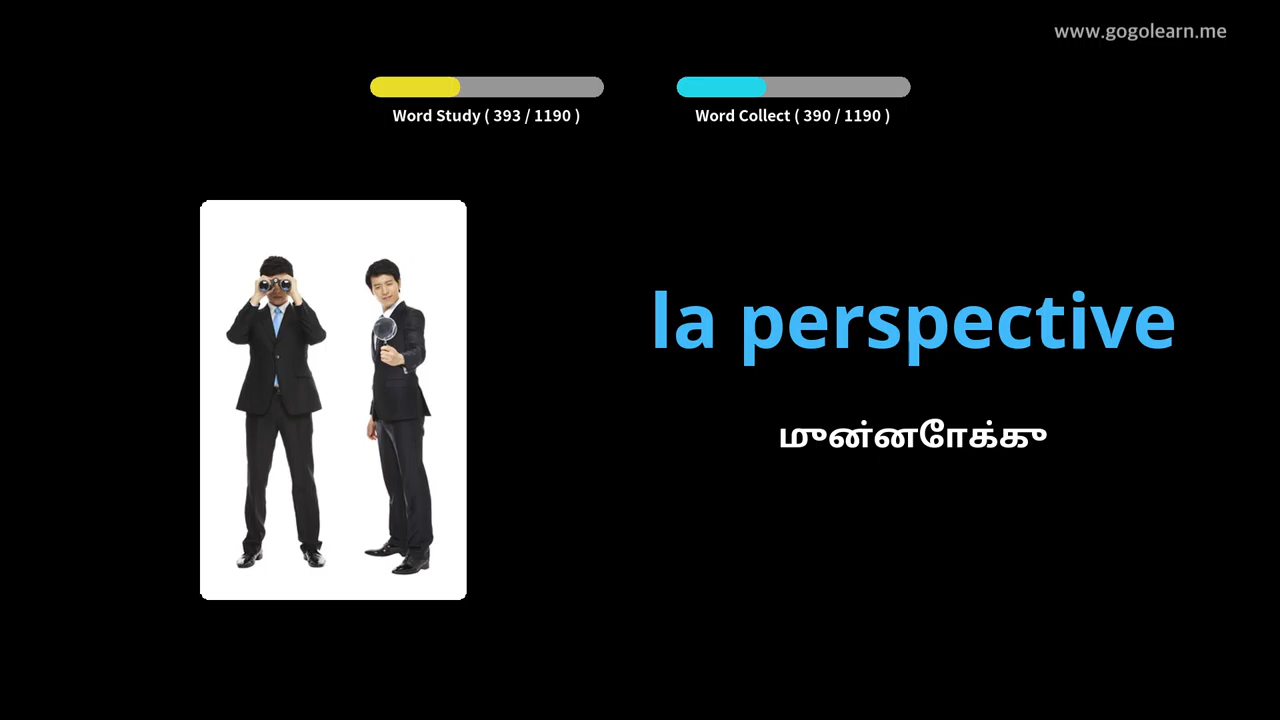 www.gogolearn.me
Word Study ( 393 / 1190 )
Word Collect ( 390 / 1190 )
la perspective
முன்னோக்கு